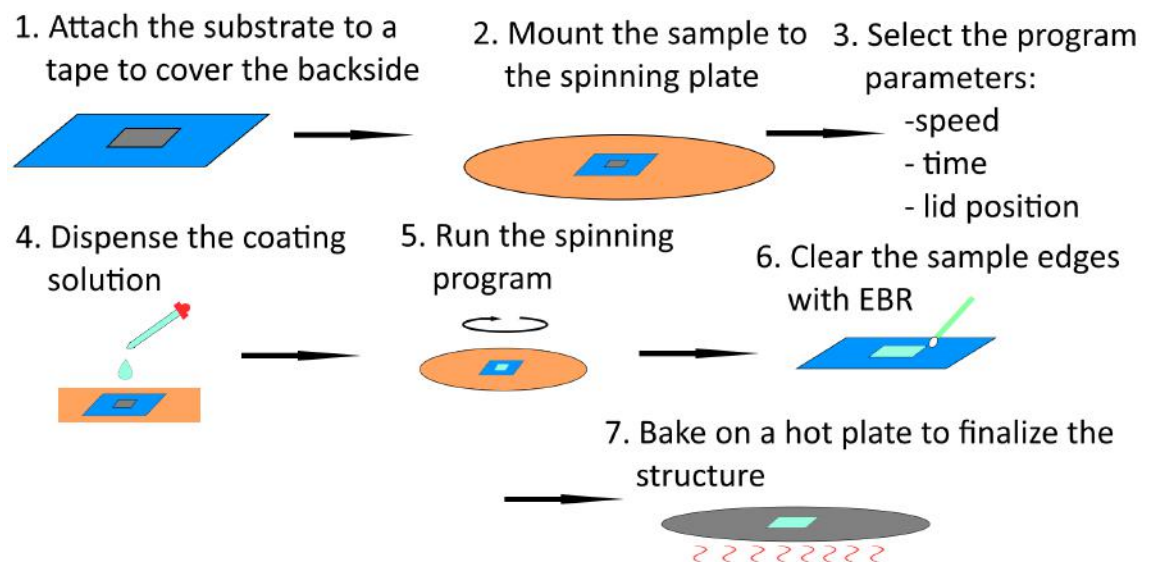 1. Attach the substrate to a
tape to cover the backside
2. Mount the sample to
the spinning plate
3. Select the program
parameters:
-speed
- time
- lid position
4. Dispense the coating
solution
5. Run the spinning
program
6. Clear the sample edges
with EBR
7. Bake on a hot plate to finalize the
structure